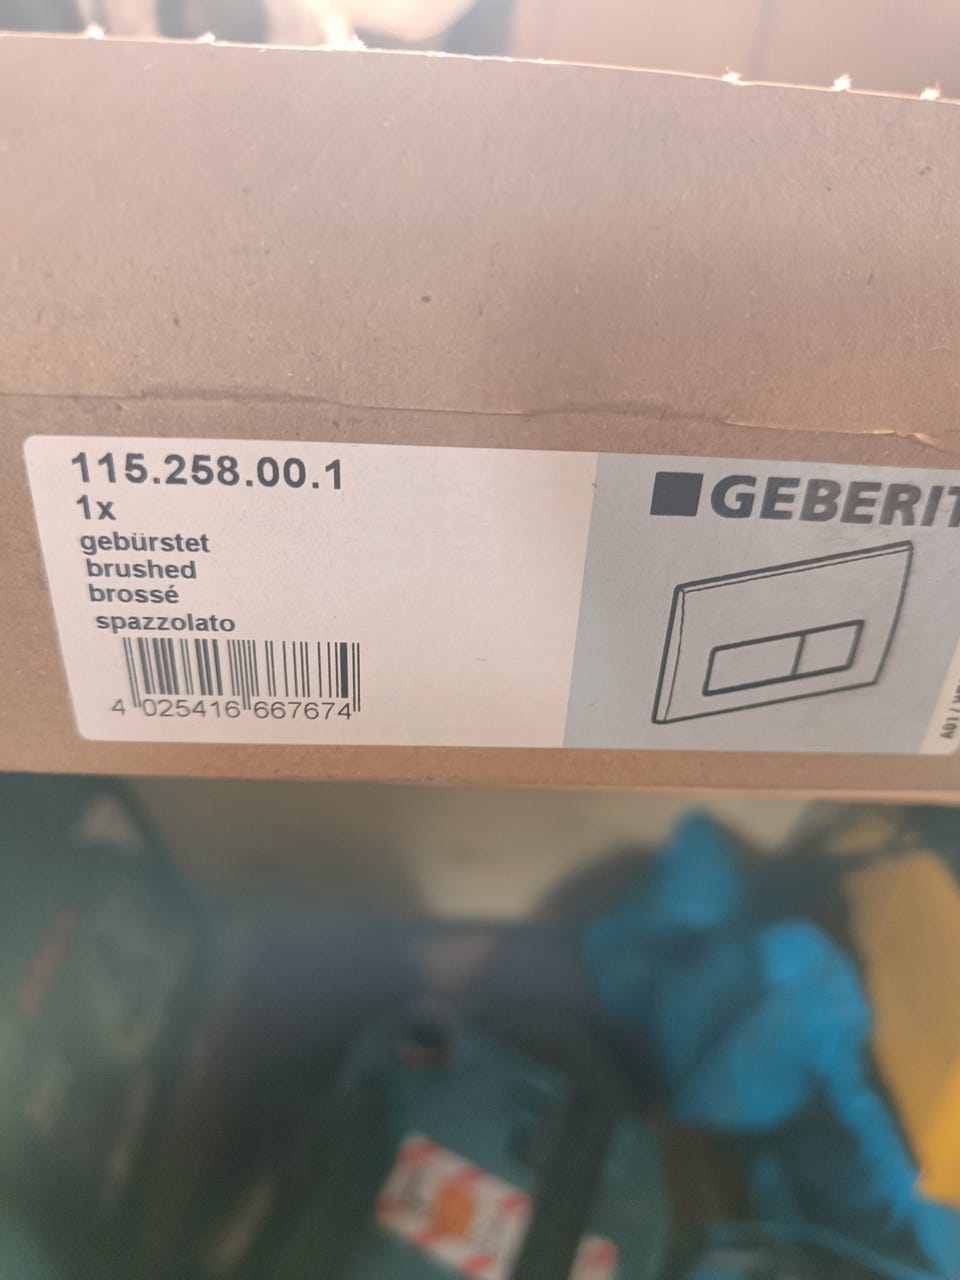 115.258.00.1
1x
gebürstet
brushed
brossé
spazzolato
4 025416 667674
GEBERIT